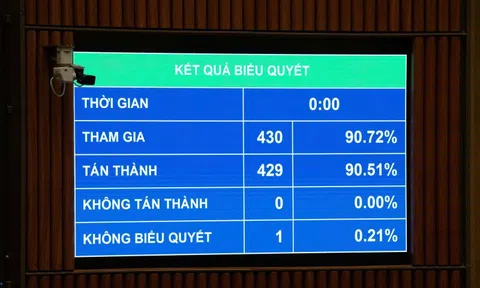 KẾT QUẢ BIỂU QUYẾT
THỜI GIAN 0:00
THAM GIA 430 90.72%
TÁN THÀNH 429 90.51%
KHÔNG TÁN THÀNH 0 0.00%
KHÔNG BIỂU QUYẾT 1 0.21%